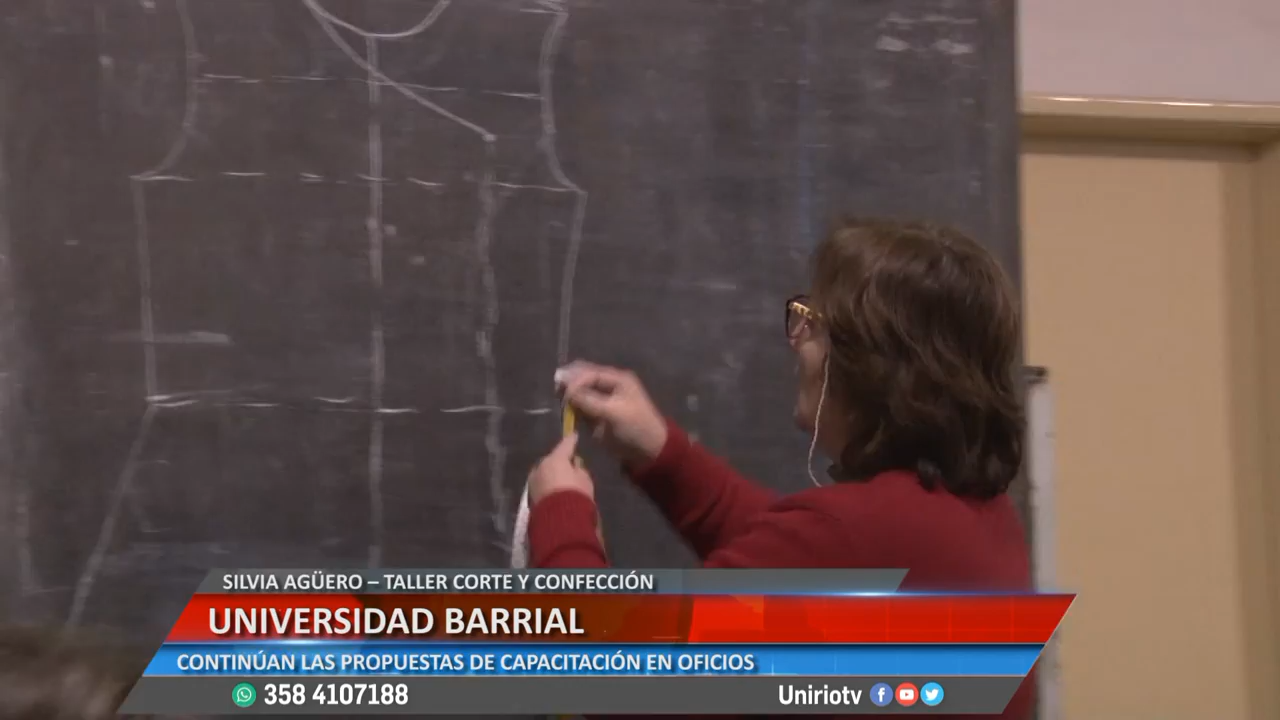 SILVIA AGÜERO – TALLER CORTE Y CONFECCIÓN
UNIVERSIDAD BARRIAL
CONTINÚAN LAS PROPUESTAS DE CAPACITACIÓN EN OFICIOS
358 4107188 Uniriotv